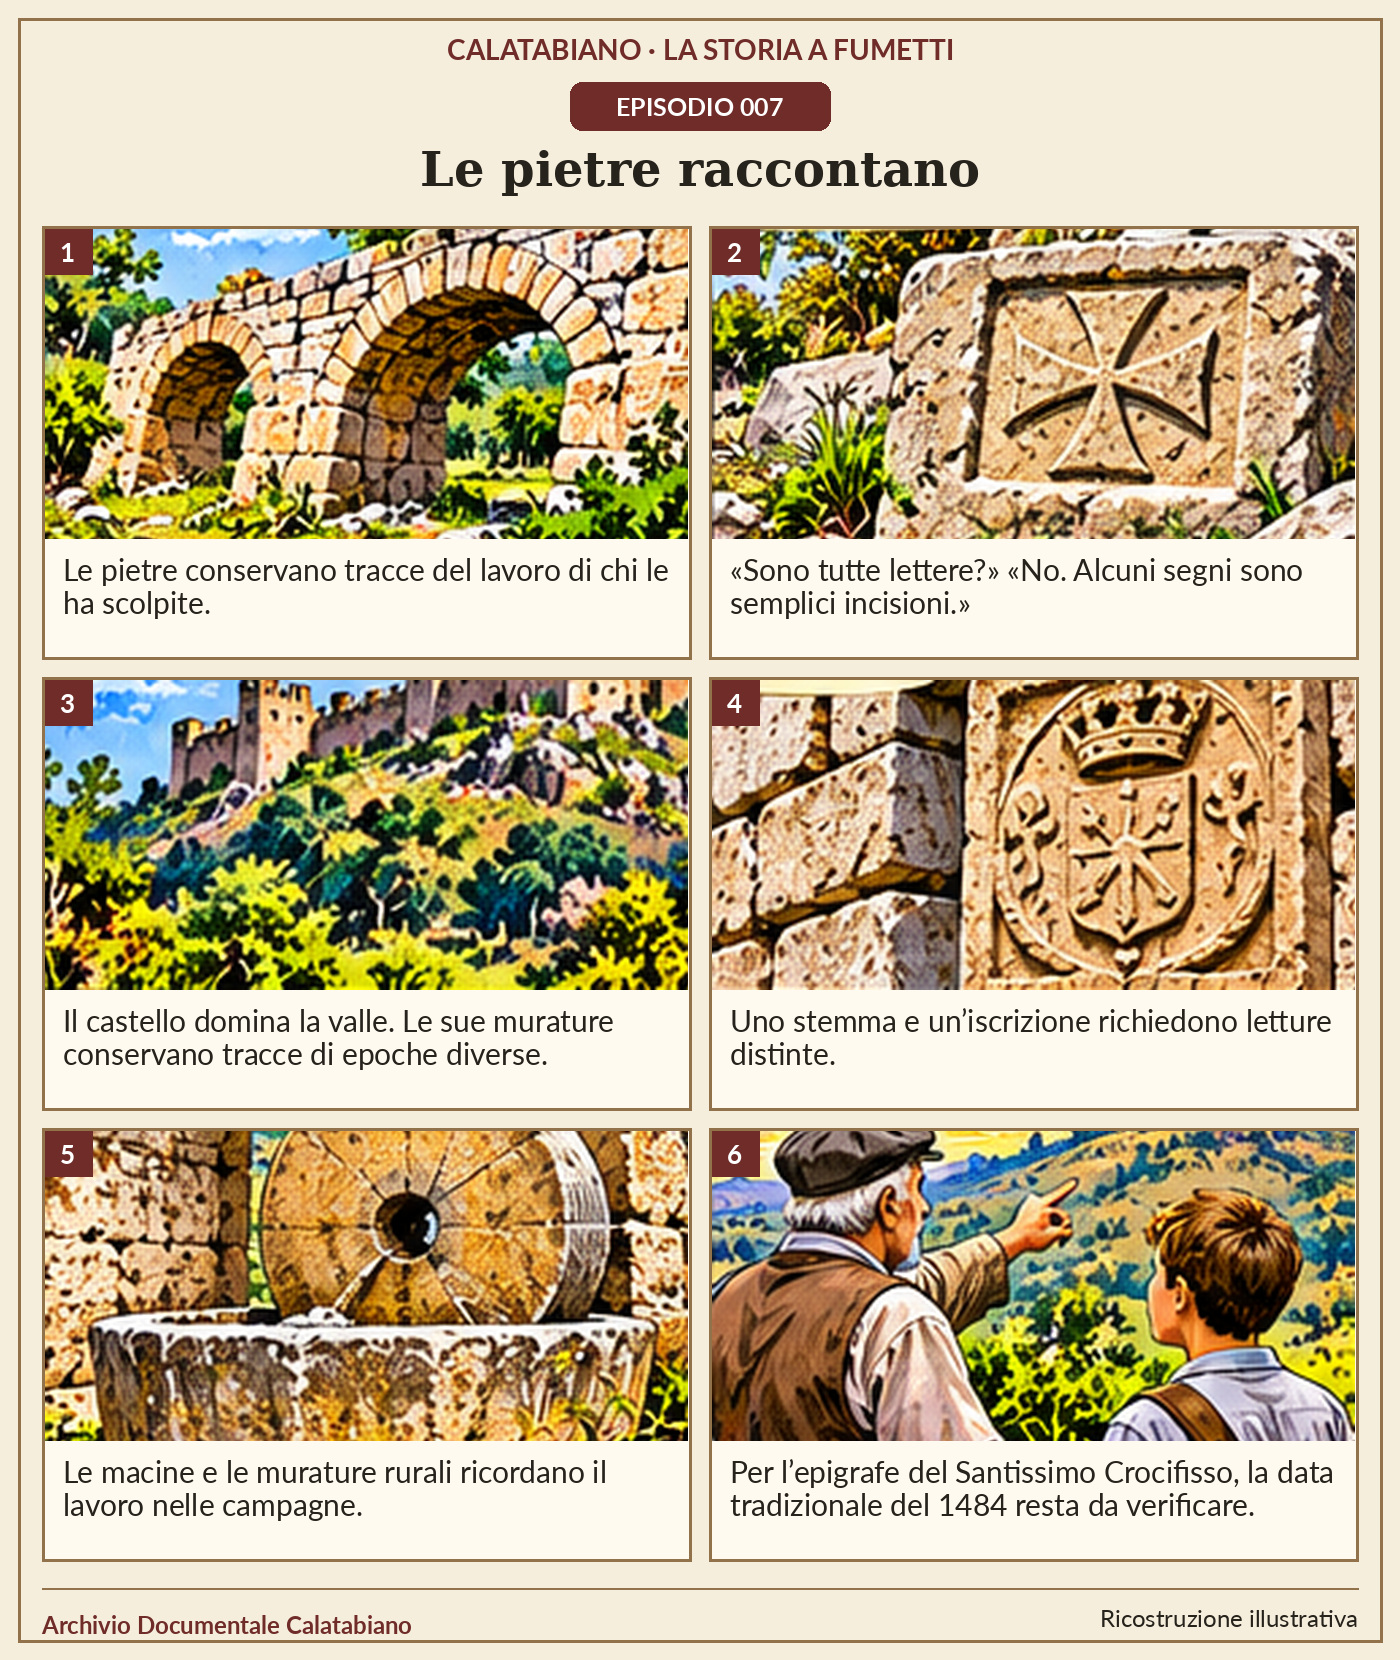 CALATABIANO · LA STORIA A FUMETTI
EPISODIO 007
Le pietre raccontano
1
Le pietre conservano tracce del lavoro di chi le
ha scolpite.
2
«Sono tutte lettere?» «No. Alcuni segni sono
semplici incisioni.»
3
Il castello domina la valle. Le sue murature
conservano tracce di epoche diverse.
4
Uno stemma e un’iscrizione richiedono letture
distinte.
5
Le macine e le murature rurali ricordano il
lavoro nelle campagne.
6
Per l’epigrafe del Santissimo Crocifisso, la data
tradizionale del 1484 resta da verificare.
Archivio Documentale Calatabiano
Ricostruzione illustrativa